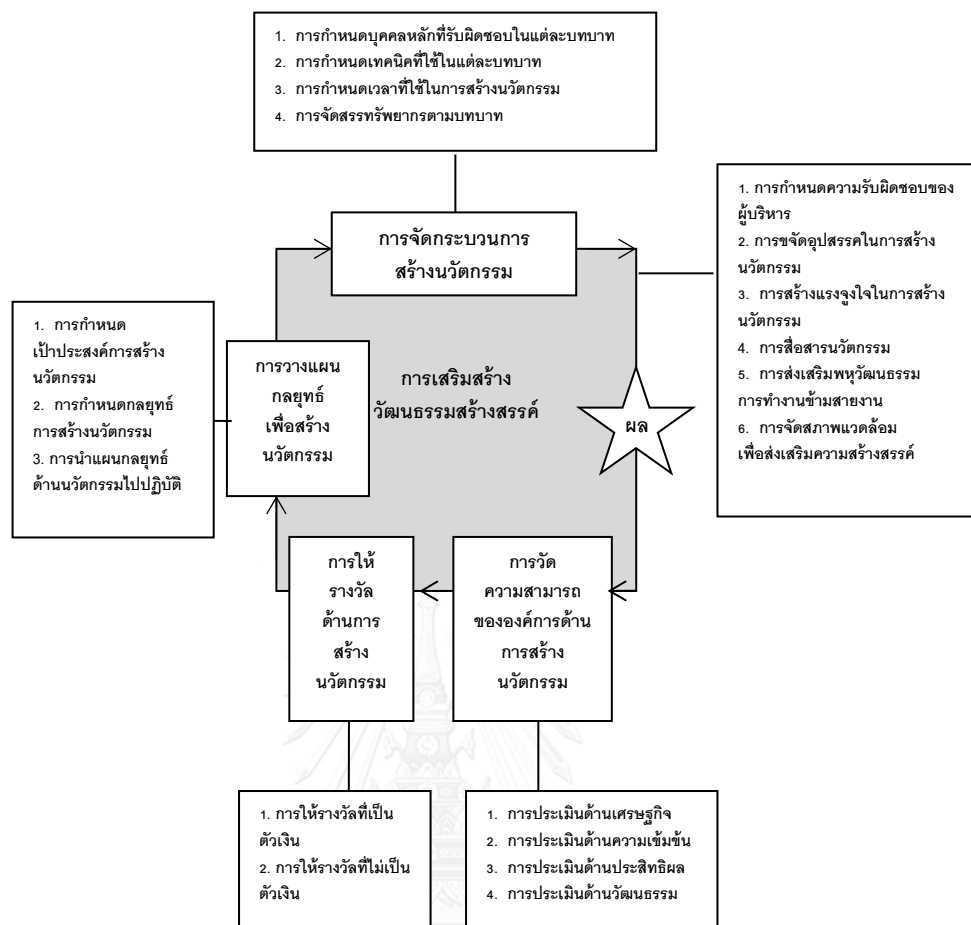 1. การกำหนดบุคคลหลักที่รับผิดชอบในแต่ละบทบาท
2. การกำหนดเทคนิคที่ใช้ในแต่ละบทบาท
3. การกำหนดเวลาที่ใช้ในการสร้างนวัตกรรม
4. การจัดสรรทรัพยากรตามบทบาท
การจัดกระบวนการ
สร้างนวัตกรรม
1. การกำหนดความรับผิดชอบของ
ผู้บริหาร
2. การขจัดอุปสรรคในการสร้าง
นวัตกรรม
3. การสร้างแรงจูงใจในการสร้าง
นวัตกรรม
4. การสื่อสารนวัตกรรม
5. การส่งเสริมพหุวัฒนธรรม
การทำงานข้ามสายงาน
6. การจัดสภาพแวดล้อม
เพื่อส่งเสริมความสร้างสรรค์
1. การกำหนด
เป้าประสงค์การสร้าง
นวัตกรรม
2. การกำหนดกลยุทธ์
การสร้างนวัตกรรม
3. การนำแผนกลยุทธ์
ด้านนวัตกรรมไปปฏิบัติ
การวางแผน
กลยุทธ์
เพื่อสร้าง
นวัตกรรม
การเสริมสร้าง
วัฒนธรรมสร้างสรรค์
ผล
การให้
รางวัล
ด้านการ
สร้าง
นวัตกรรม
การวัด
ความสามารถ
ขององค์การด้าน
การสร้าง
นวัตกรรม
1. การให้รางวัลที่เป็น
ตัวเงิน
2. การให้รางวัลที่ไม่เป็น
ตัวเงิน
1. การประเมินด้านเศรษฐกิจ
2. การประเมินด้านความเข้มข้น
3. การประเมินด้านประสิทธิผล
4. การประเมินด้านวัฒนธรรม